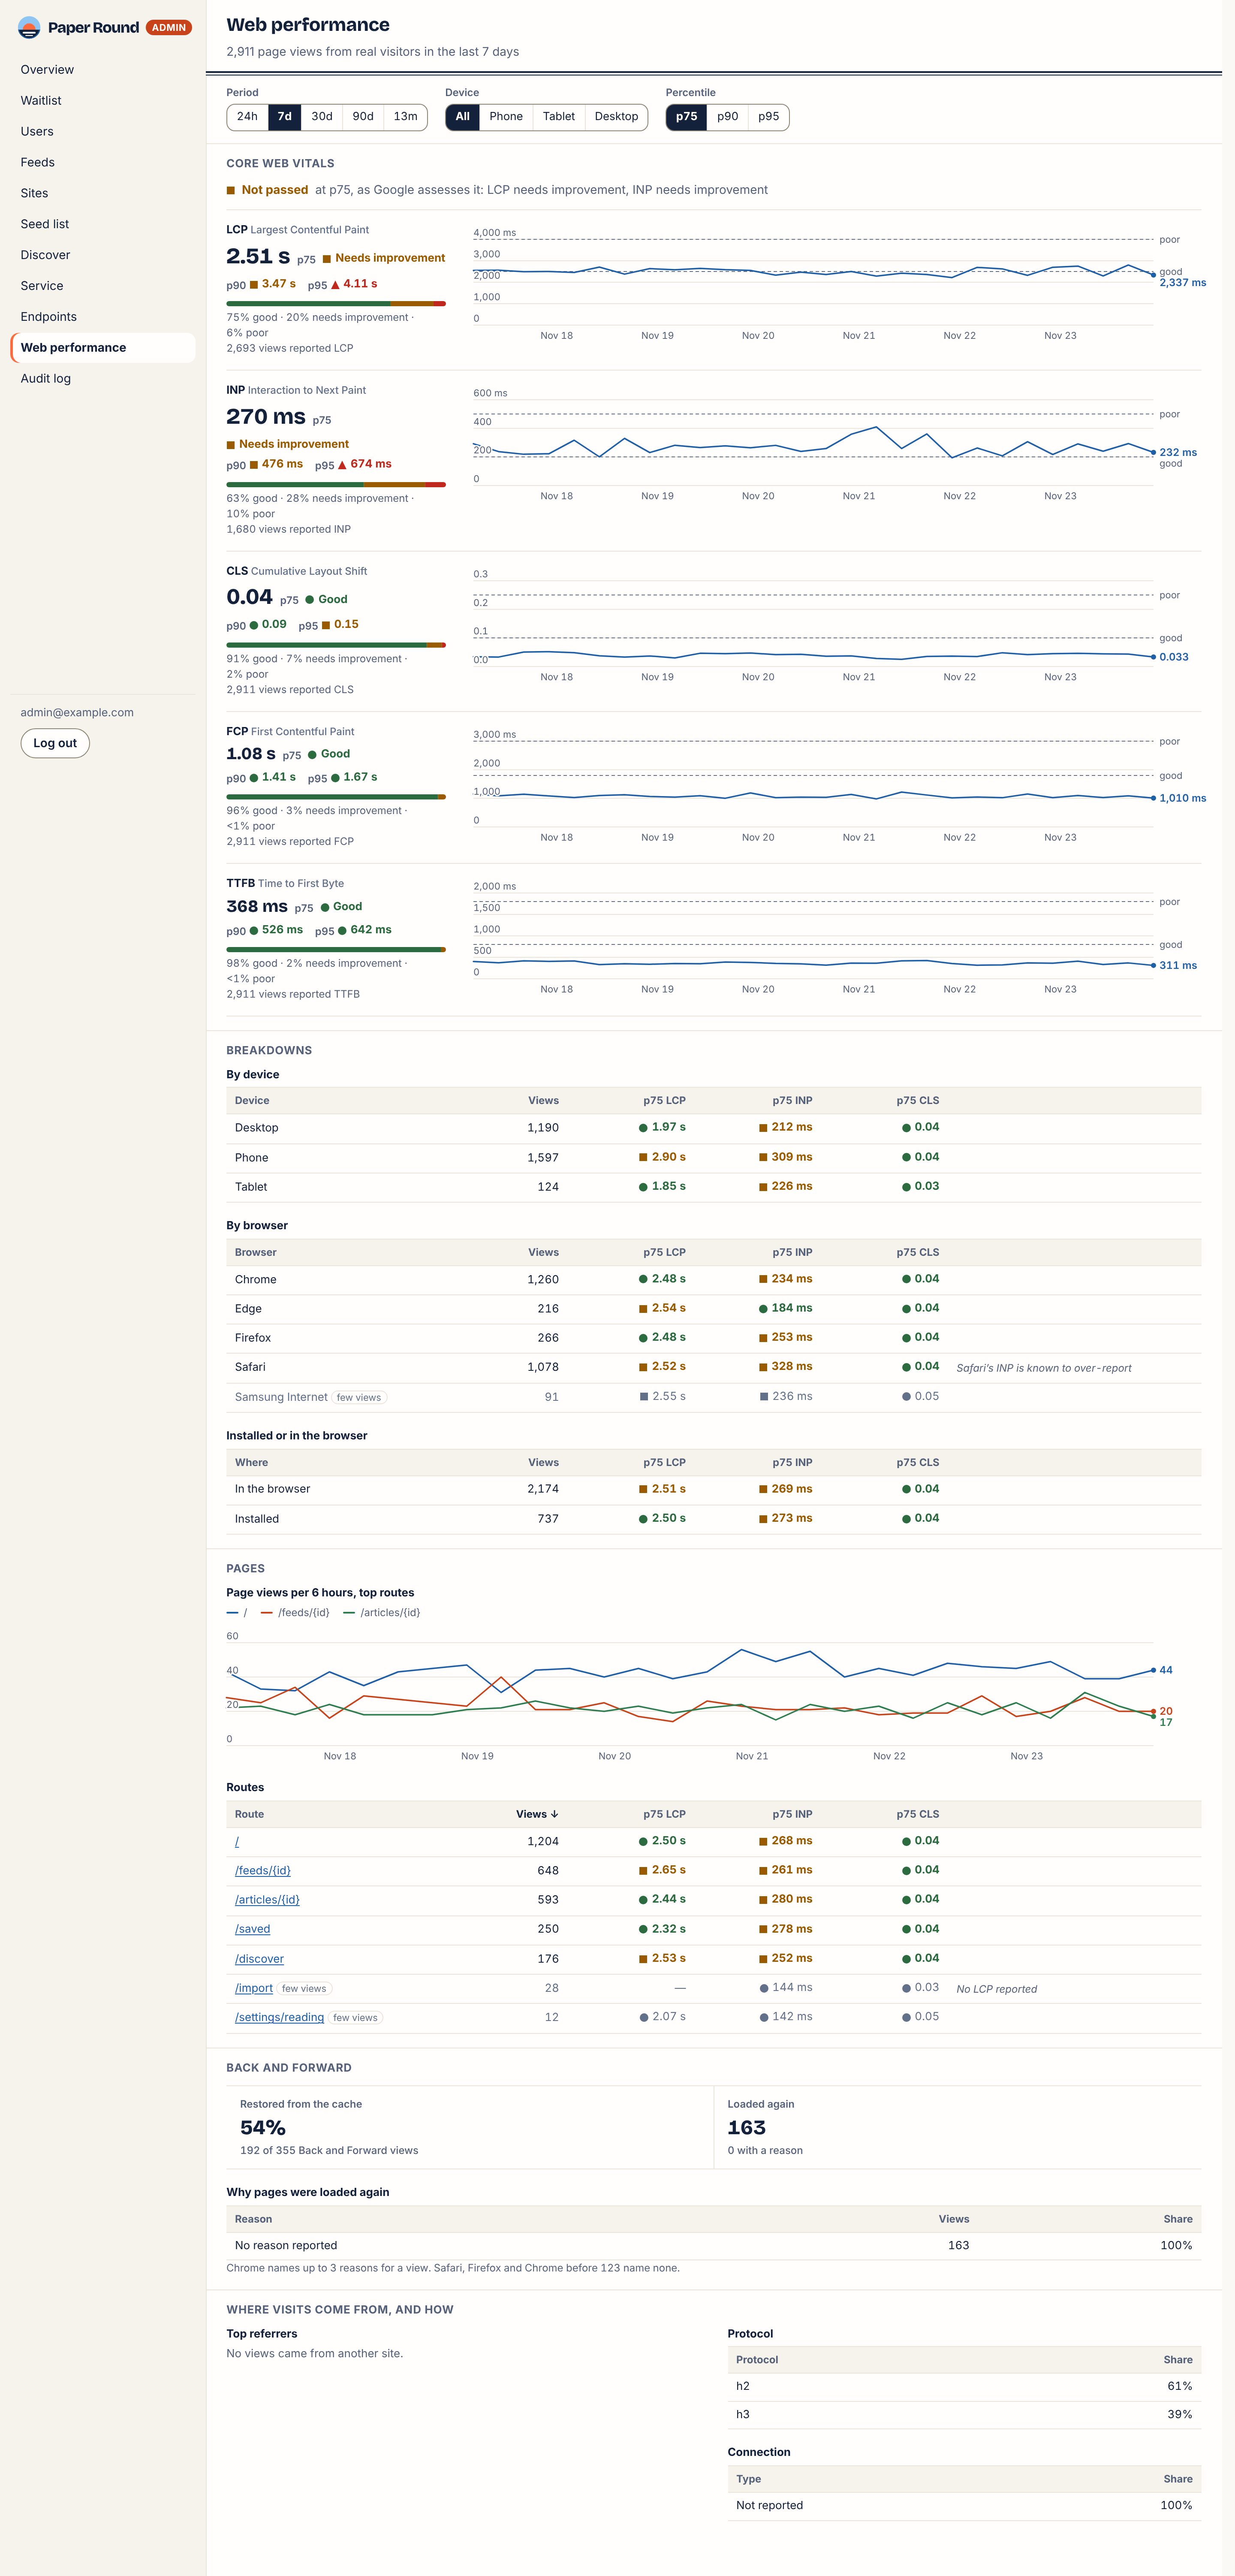 Paper Round ADMIN
Overview
Waitlist
Users
Feeds
Sites
Seed list
Discover
Service
Endpoints
Web performance
Audit log
admin@example.com
Log out
Web performance
2,911 page views from real visitors in the last 7 days
Period
24h 7d 30d 90d 13m
Device
All Phone Tablet Desktop
Percentile
p75 p90 p95
CORE WEB VITALS
Not passed at p75, as Google assesses it: LCP needs improvement, INP needs improvement
LCP Largest Contentful Paint
2.51 s p75 Needs improvement
p90 3.47 s p95 4.11 s
75% good · 20% needs improvement ·
6% poor
2,693 views reported LCP
4,000 ms
3,000
2,000
1,000
0
poor
good
2,337 ms
Nov 18 Nov 19 Nov 20 Nov 21 Nov 22 Nov 23
INP Interaction to Next Paint
270 ms p75
Needs improvement
p90 476 ms p95 674 ms
63% good · 28% needs improvement ·
10% poor
1,680 views reported INP
600 ms
400
200
0
poor
232 ms
good
Nov 18 Nov 19 Nov 20 Nov 21 Nov 22 Nov 23
CLS Cumulative Layout Shift
0.04 p75 Good
p90 0.09 p95 0.15
91% good · 7% needs improvement ·
2% poor
2,911 views reported CLS
0.3
0.2
0.1
0.0
poor
good
0.033
Nov 18 Nov 19 Nov 20 Nov 21 Nov 22 Nov 23
FCP First Contentful Paint
1.08 s p75 Good
p90 1.41 s p95 1.67 s
96% good · 3% needs improvement ·
<1% poor
2,911 views reported FCP
3,000 ms
2,000
1,000
0
poor
good
1,010 ms
Nov 18 Nov 19 Nov 20 Nov 21 Nov 22 Nov 23
TTFB Time to First Byte
368 ms p75 Good
p90 526 ms p95 642 ms
98% good · 2% needs improvement ·
<1% poor
2,911 views reported TTFB
2,000 ms
1,500
1,000
500
0
poor
good
311 ms
Nov 18 Nov 19 Nov 20 Nov 21 Nov 22 Nov 23
BREAKDOWNS
By device
Device Views p75 LCP p75 INP p75 CLS
Desktop 1,190 1.97 s 212 ms 0.04
Phone 1,597 2.90 s 309 ms 0.04
Tablet 124 1.85 s 226 ms 0.03
By browser
Browser Views p75 LCP p75 INP p75 CLS
Chrome 1,260 2.48 s 234 ms 0.04
Edge 216 2.54 s 184 ms 0.04
Firefox 266 2.48 s 253 ms 0.04
Safari 1,078 2.52 s 328 ms 0.04 Safari's INP is known to over-report
Samsung Internet few views 91 2.55 s 236 ms 0.05
Installed or in the browser
Where Views p75 LCP p75 INP p75 CLS
In the browser 2,174 2.51 s 269 ms 0.04
Installed 737 2.50 s 273 ms 0.04
PAGES
Page views per 6 hours, top routes
/ /feeds/{id} /articles/{id}
60
40
20
0
44
20
17
Nov 18 Nov 19 Nov 20 Nov 21 Nov 22 Nov 23
Routes
Route Views ↓ p75 LCP p75 INP p75 CLS
/ 1,204 2.50 s 268 ms 0.04
/feeds/{id} 648 2.65 s 261 ms 0.04
/articles/{id} 593 2.44 s 280 ms 0.04
/saved 250 2.32 s 278 ms 0.04
/discover 176 2.53 s 252 ms 0.04
/import few views 28 — 144 ms 0.03 No LCP reported
/settings/reading few views 12 2.07 s 142 ms 0.05
BACK AND FORWARD
Restored from the cache
54%
192 of 355 Back and Forward views
Loaded again
163
0 with a reason
Why pages were loaded again
Reason Views Share
No reason reported 163 100%
Chrome names up to 3 reasons for a view. Safari, Firefox and Chrome before 123 name none.
WHERE VISITS COME FROM, AND HOW
Top referrers
No views came from another site.
Protocol
Protocol Share
h2 61%
h3 39%
Connection
Type Share
Not reported 100%